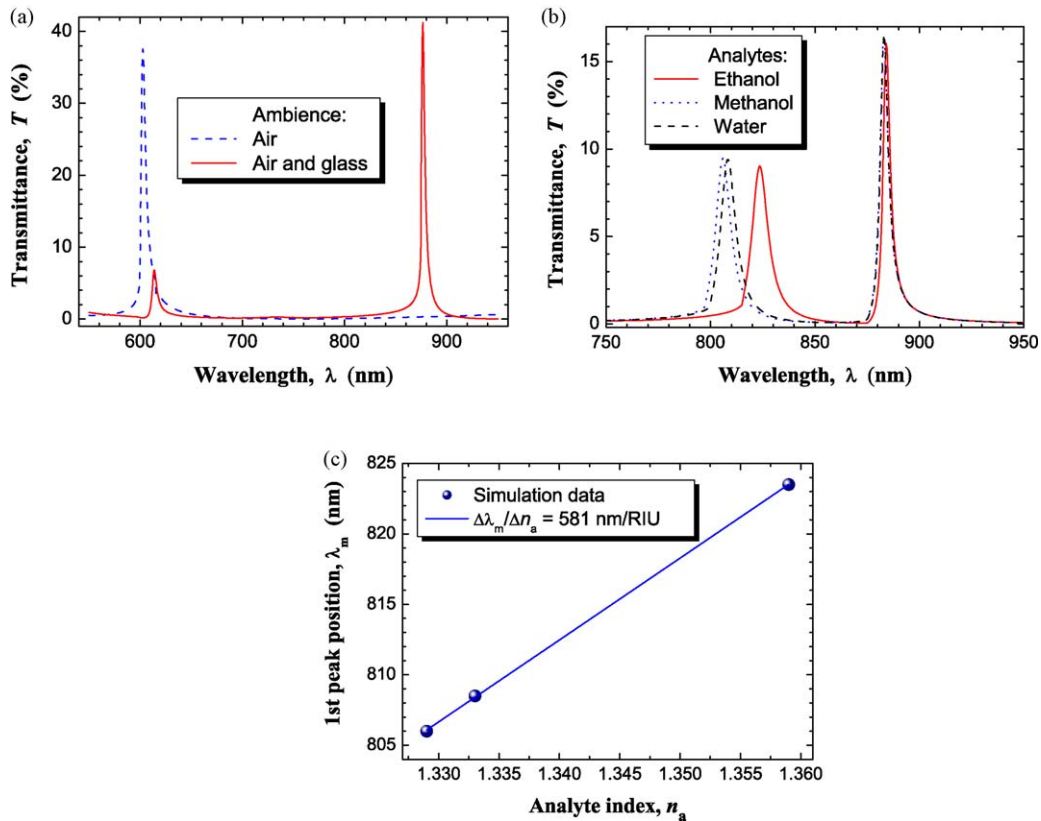 (a)
40
30
20
10
0
Transmittance, T (%)
Ambience:
Air
Air and glass
600 700 800 900
Wavelength, λ (nm)
(b)
15
10
5
0
Transmittance, T (%)
Analytes:
Ethanol
Methanol
Water
750 800 850 900 950
Wavelength, λ (nm)
(c)
825
820
815
810
805
1st peak position, λm (nm)
Simulation data
Δλm/Δna = 581 nm/RIU
1.330 1.335 1.340 1.345 1.350 1.355 1.360
Analyte index, na